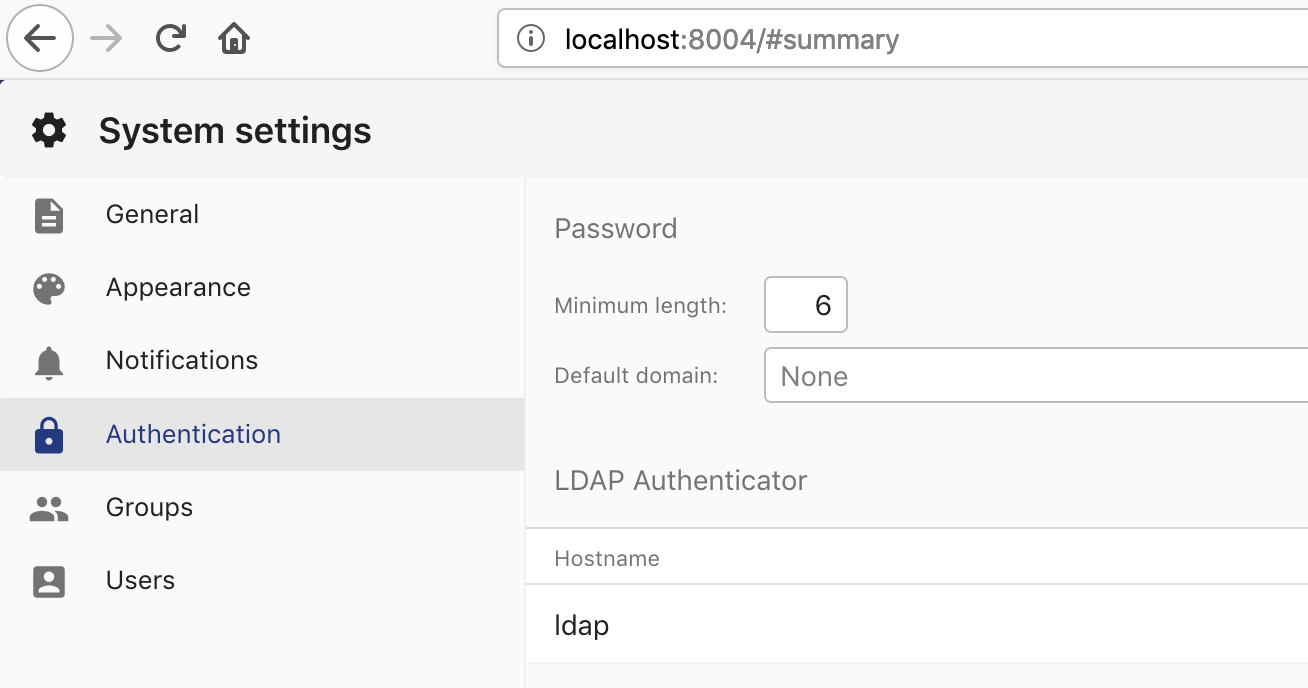 localhost:8004/#summary
System settings
General
Appearance
Notifications
Authentication
Groups
Users
Password
Minimum length: 6
Default domain: None
LDAP Authenticator
Hostname
ldap